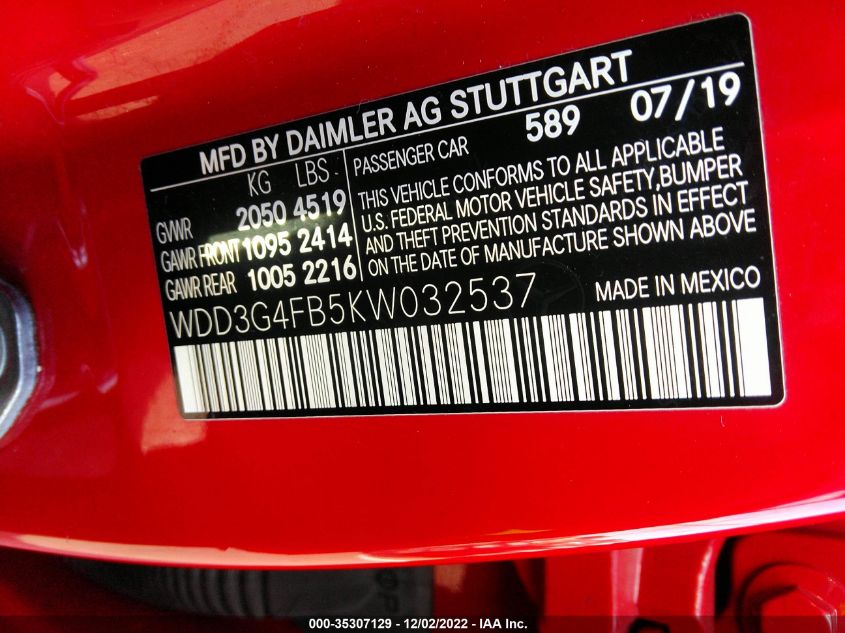 MFD BY DAIMLER AG STUTTGART
KG LBS
GVWR 2050 4519
GAWR FRONT 1095 2414
GAWR REAR 1005 2216
PASSENGER CAR 589 07/19
THIS VEHICLE CONFORMS TO ALL APPLICABLE
U.S. FEDERAL MOTOR VEHICLE SAFETY,BUMPER
AND THEFT PREVENTION STANDARDS IN EFFECT
ON THE DATE OF MANUFACTURE SHOWN ABOVE
WDD3G4FB5KW032537
MADE IN MEXICO
000-35307129 - 12/02/2022 - IAA Inc.